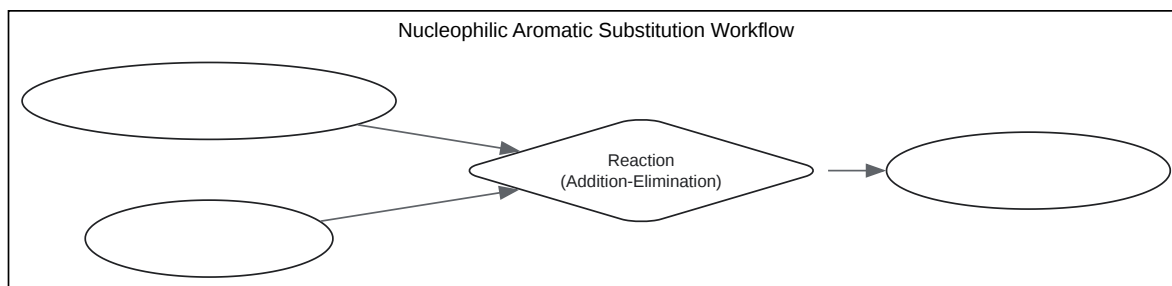 Nucleophilic Aromatic Substitution Workflow
Reaction
(Addition-Elimination)